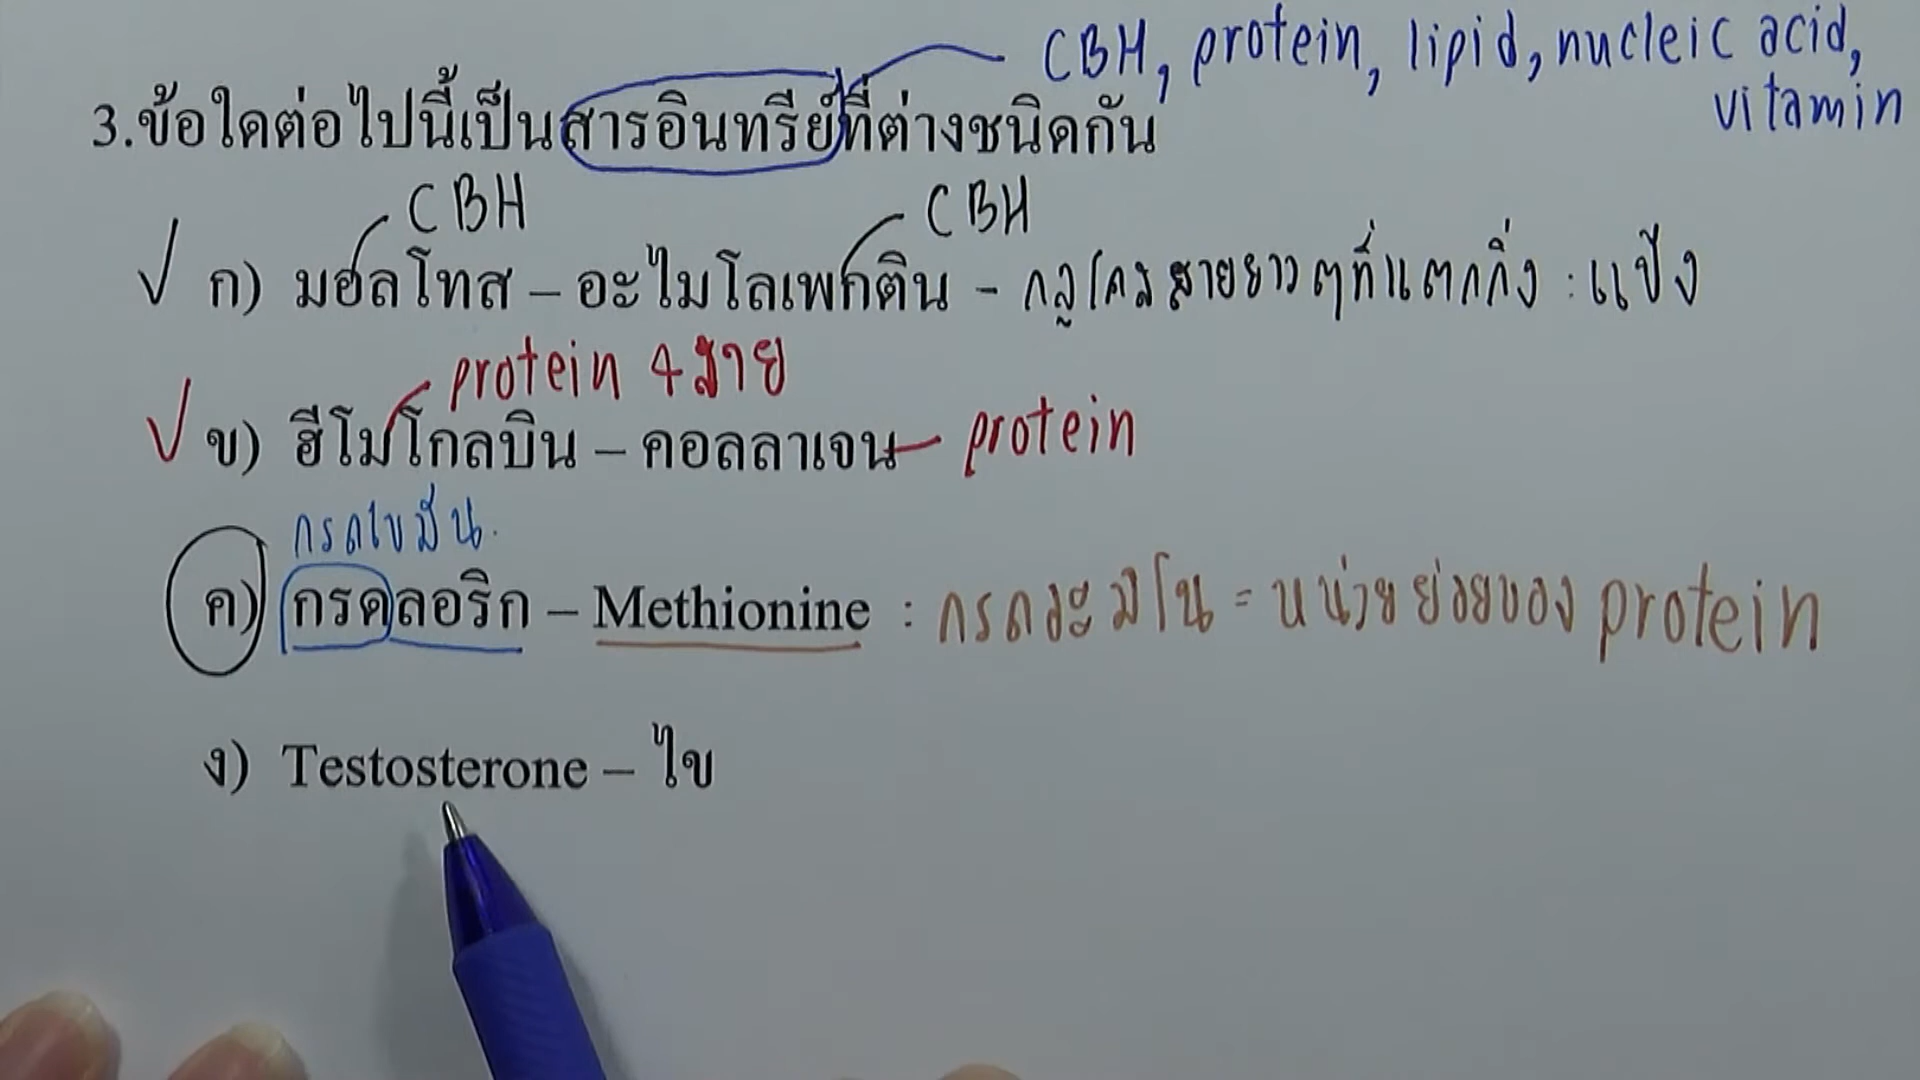 CBH, protein, lipid, nucleic acid,
vitamin
3.ข้อใดต่อไปนี้เป็นสารอินทรีย์ที่ต่างชนิดกัน
CBH CBH
ก) มอลโทส – อะไมโลเพกติน - กลูโคสสายยาวๆที่แตกกิ่ง : แป้ง
protein 4 สาย
ข) ฮีโมโกลบิน – คอลลาเจน protein
กรดไขมัน
ค) กรดลอริก – Methionine : กรดอะมิโน = หน่วยย่อยของ protein
ง) Testosterone – ไข